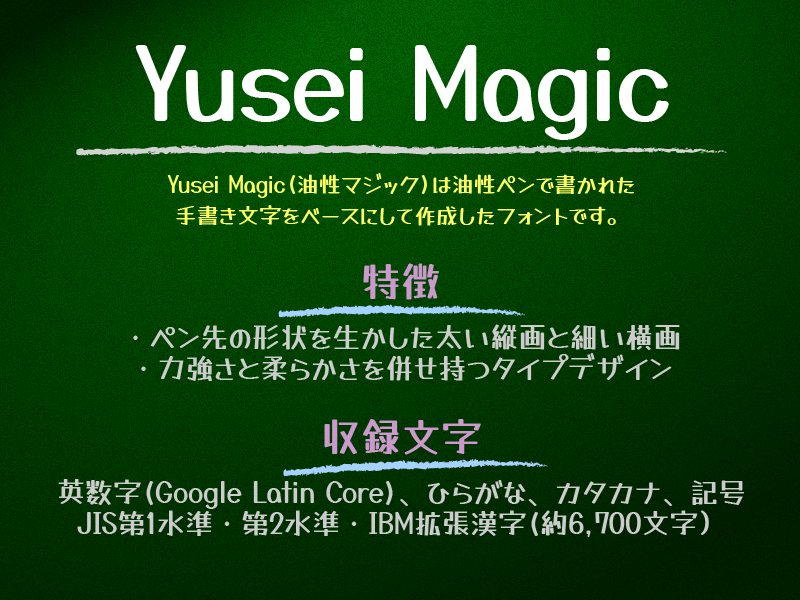 Yusei Magic
Yusei Magic(油性マジック)は油性ペンで書かれた
手書き文字をベースにして作成したフォントです。
特徴
・ペン先の形状を生かした太い縦画と細い横画
・力強さと柔らかさを併せ持つタイプデザイン
収録文字
英数字(Google Latin Core)、ひらがな、カタカナ、記号
JIS第1水準・第2水準・IBM拡張漢字(約6,700文字)